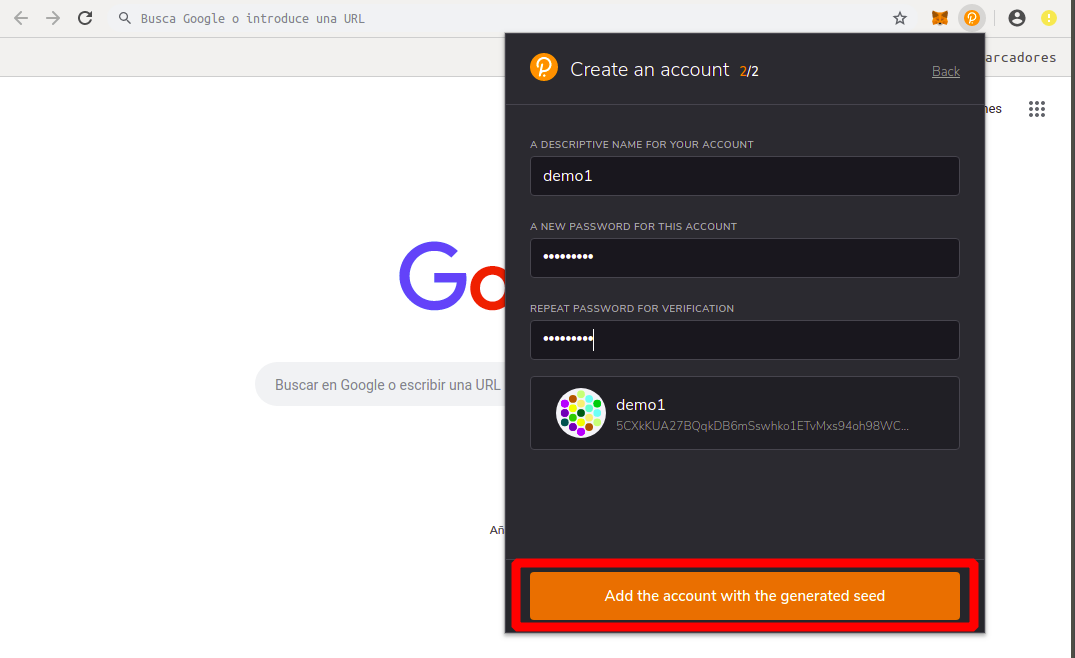 Busca Google o introduce una URL
arcadores
nes
Create an account 2/2
Back
A DESCRIPTIVE NAME FOR YOUR ACCOUNT
demo1
A NEW PASSWORD FOR THIS ACCOUNT
•••••••••
REPEAT PASSWORD FOR VERIFICATION
•••••••••
Go
Buscar en Google o escribir una URL
demo1
5CXkKUA27BQqkDB6mSswhko1ETvMxs94oh98WC...
Añ
Add the account with the generated seed